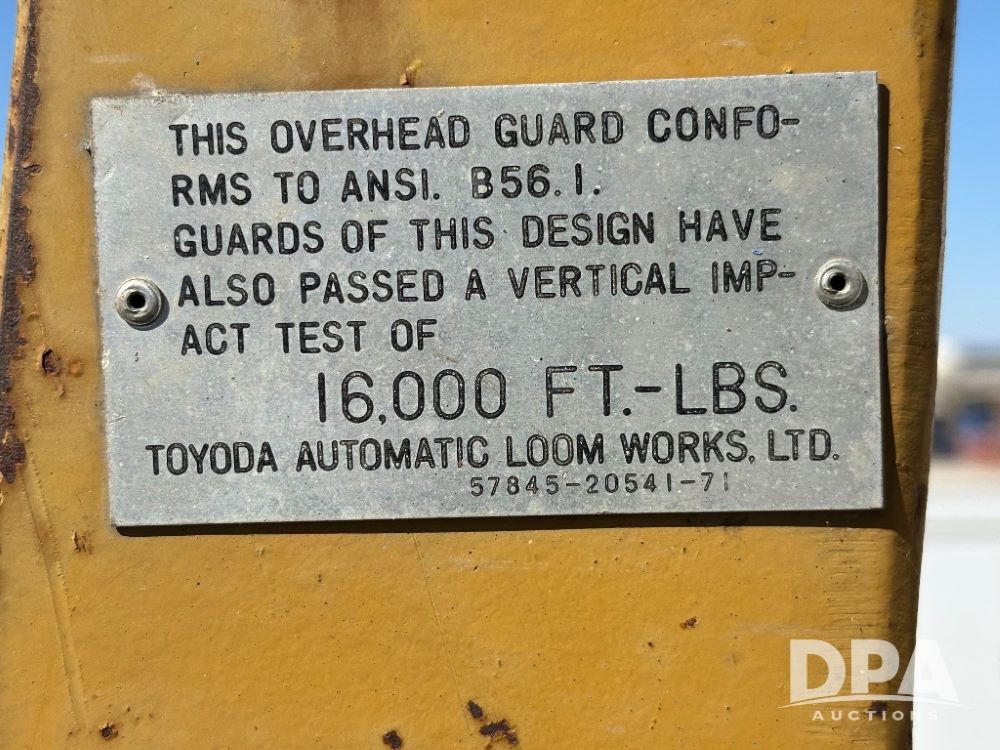 THIS OVERHEAD GUARD CONFO-
RMS TO ANSI. B56.1.
GUARDS OF THIS DESIGN HAVE
ALSO PASSED A VERTICAL IMP-
ACT TEST OF
16,000 FT.-LBS.
TOYODA AUTOMATIC LOOM WORKS, LTD.
57845-20541-71
DPA
AUCTIONS